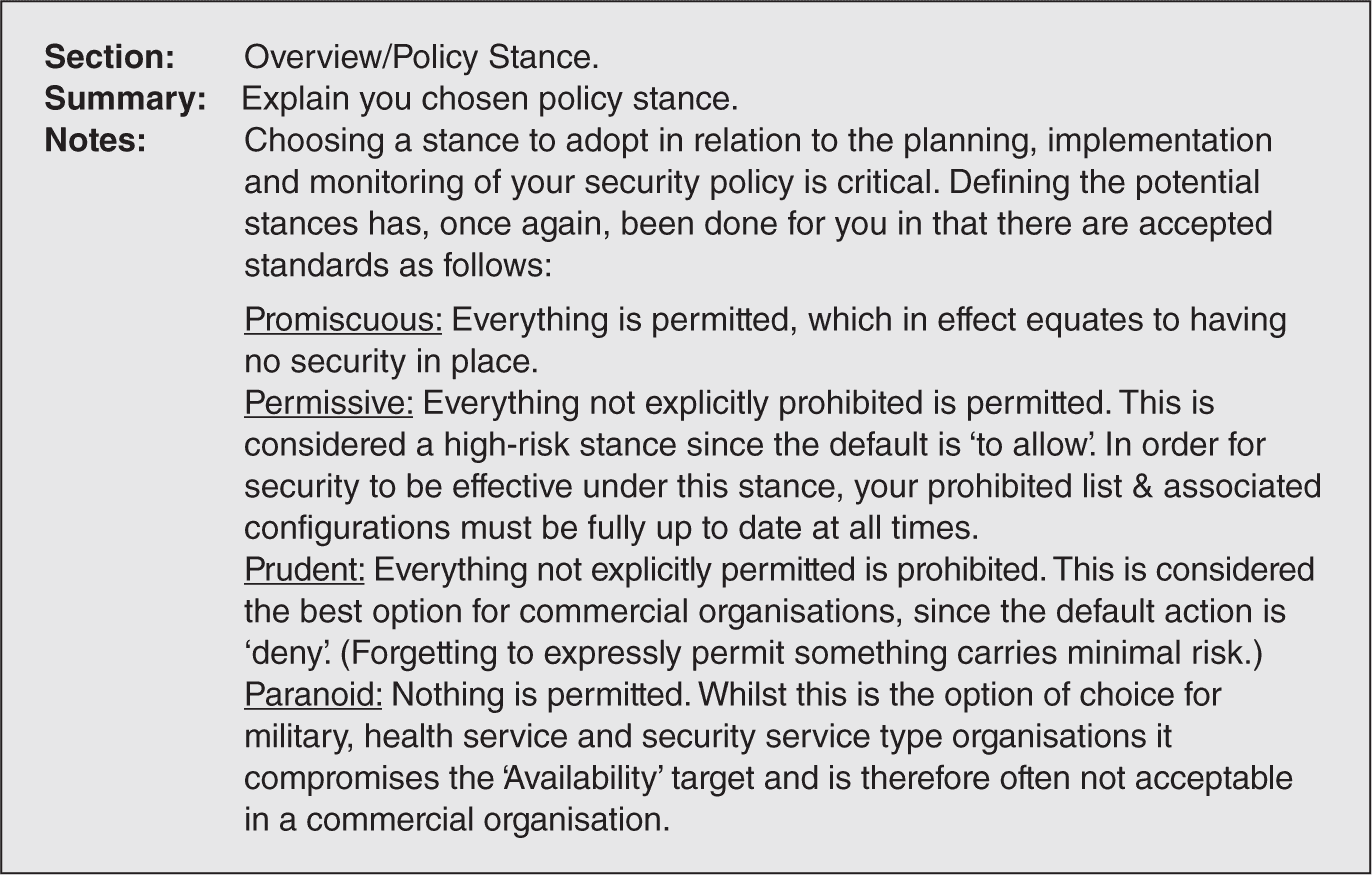 Section: Overview/Policy Stance.
Summary: Explain you chosen policy stance.
Notes: Choosing a stance to adopt in relation to the planning, implementation
and monitoring of your security policy is critical. Defining the potential
stances has, once again, been done for you in that there are accepted
standards as follows:
Promiscuous: Everything is permitted, which in effect equates to having
no security in place.
Permissive: Everything not explicitly prohibited is permitted. This is
considered a high-risk stance since the default is ‘to allow’. In order for
security to be effective under this stance, your prohibited list & associated
configurations must be fully up to date at all times.
Prudent: Everything not explicitly permitted is prohibited. This is considered
the best option for commercial organisations, since the default action is
‘deny’. (Forgetting to expressly permit something carries minimal risk.)
Paranoid: Nothing is permitted. Whilst this is the option of choice for
military, health service and security service type organisations it
compromises the ‘Availability’ target and is therefore often not acceptable
in a commercial organisation.